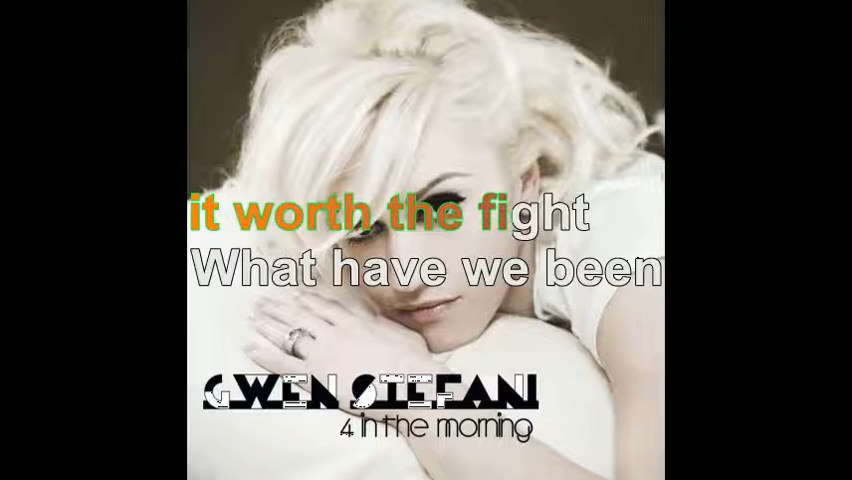 it worth the fight
What have we been
GWEN STEFANI
4 in the morning